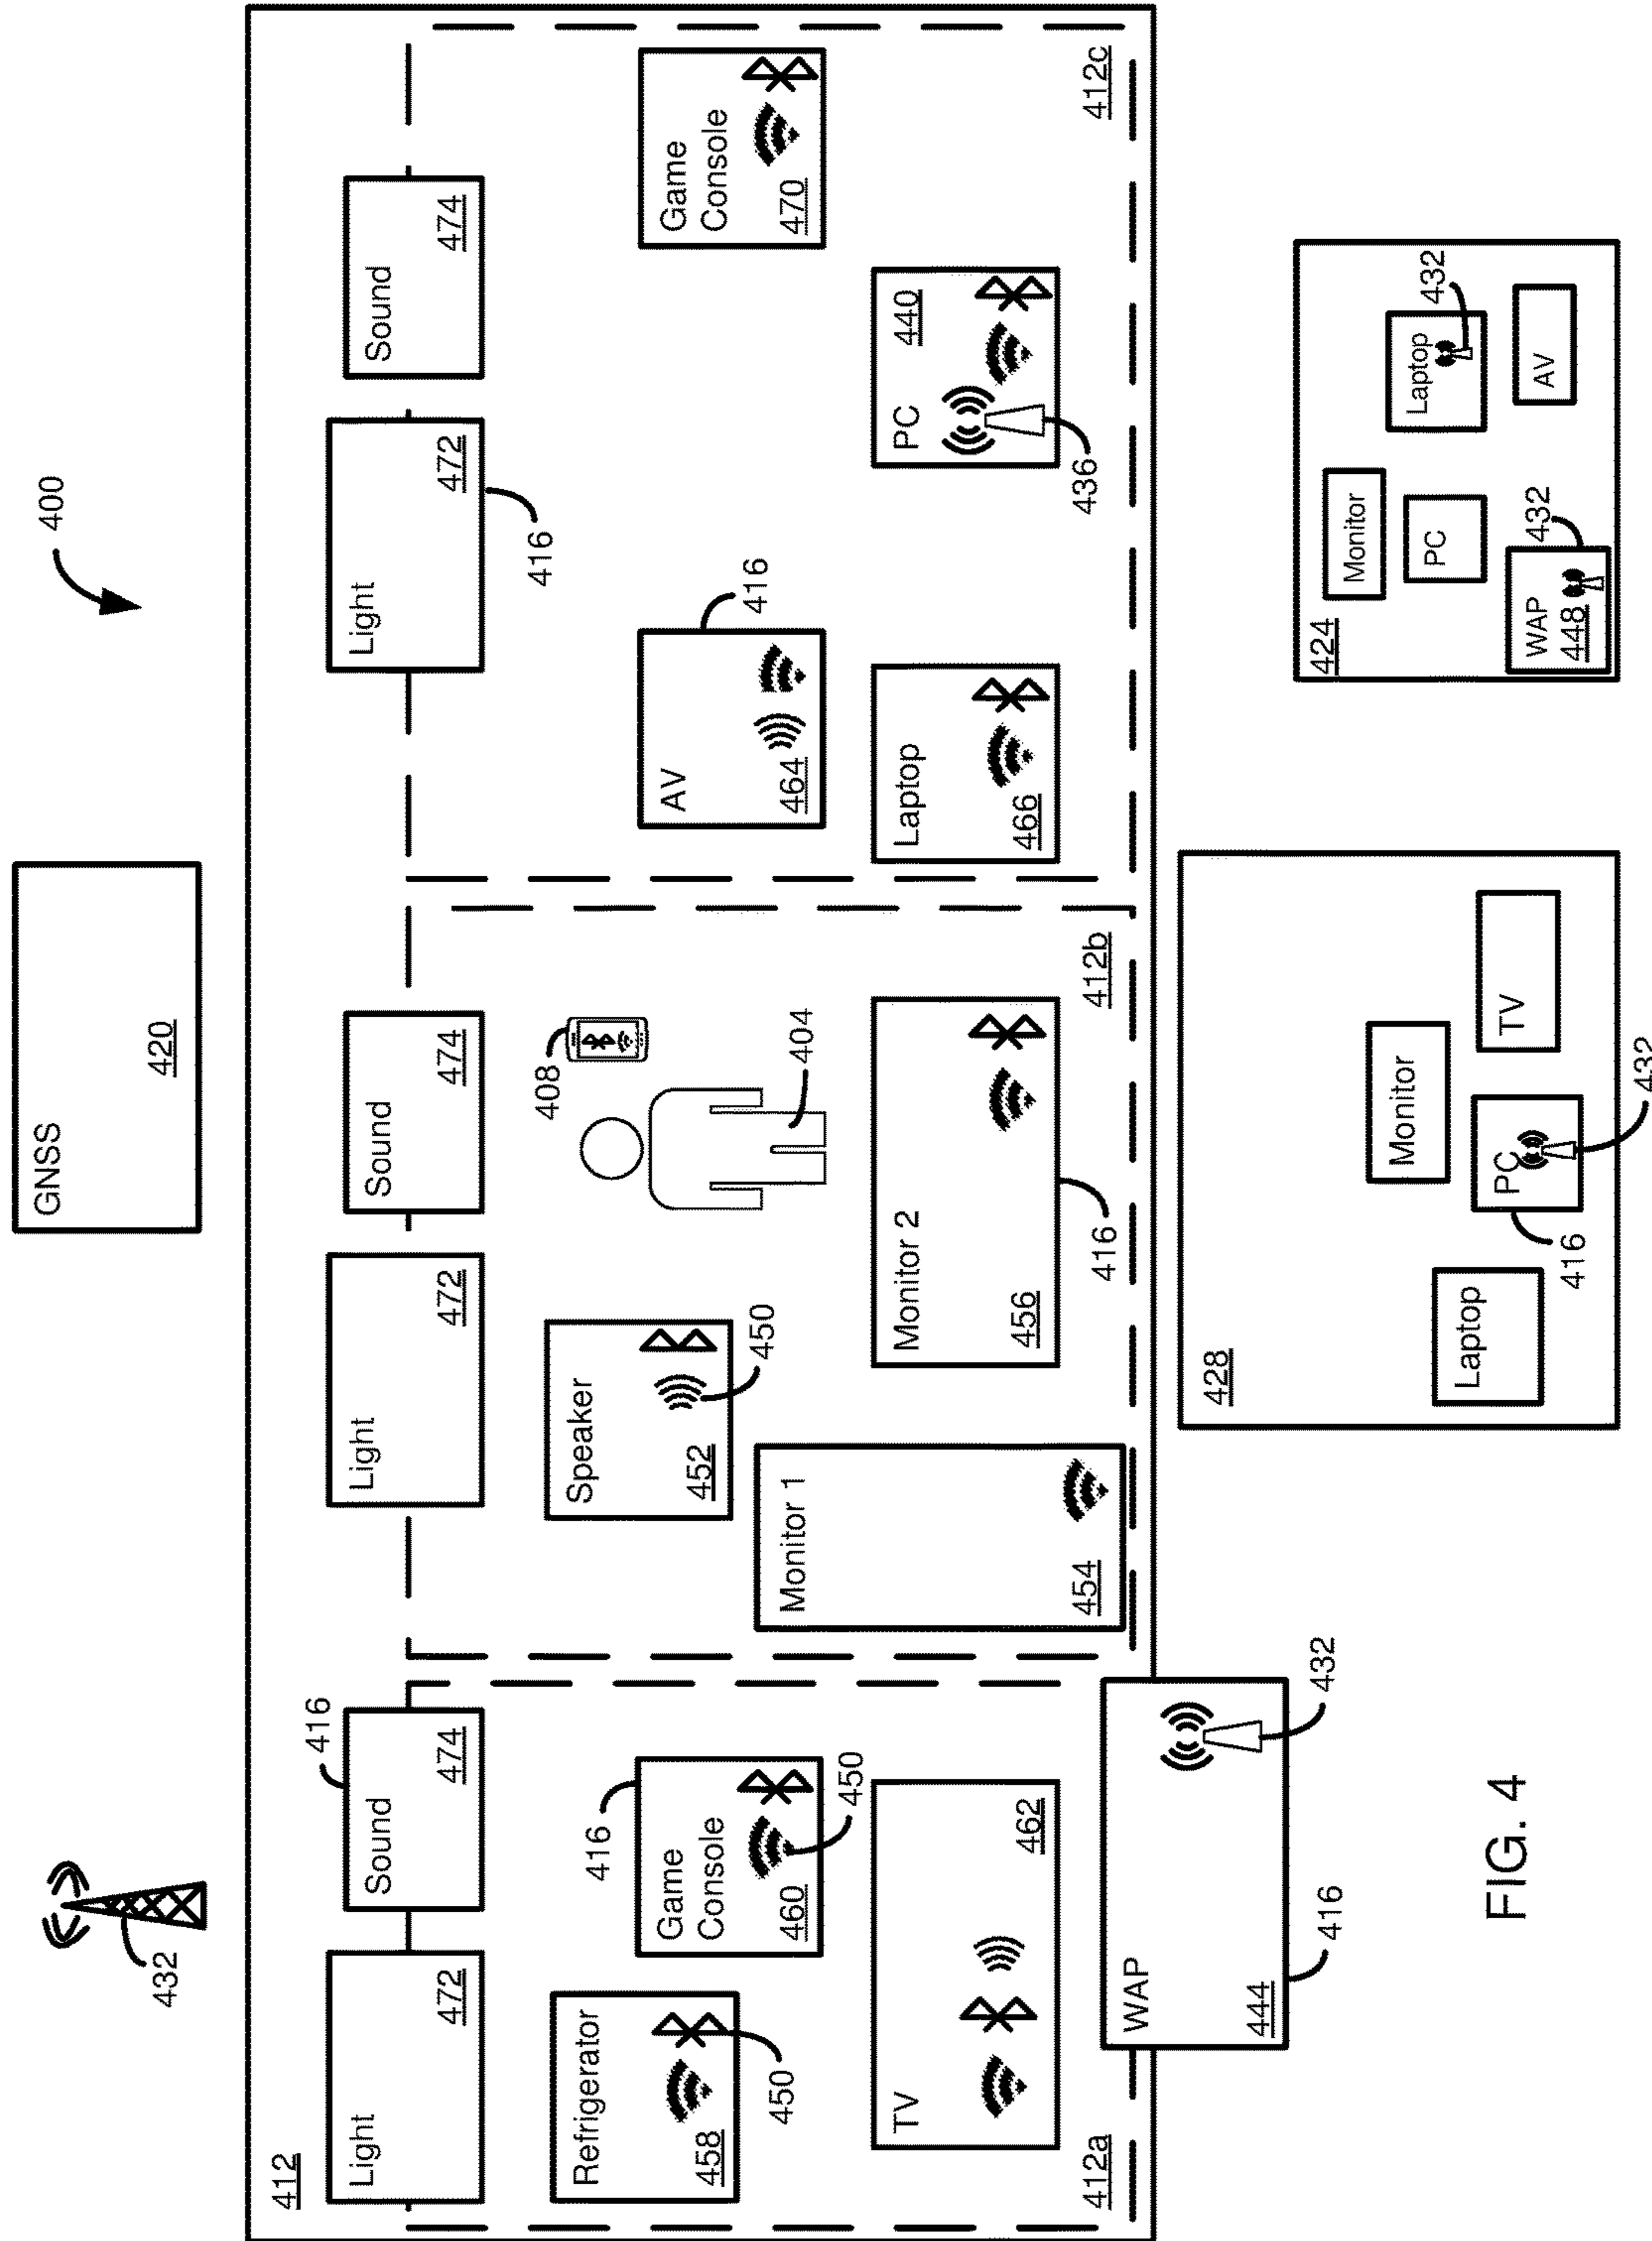 400
GNSS
420
432
412
Light
472
Sound
474
416
Light
472
Sound
474
Light
472
416
Sound
474
Refrigerator
458
450
Game
Console
460
416
450
TV
462
412a
Speaker
452
450
408
404
Monitor 1
454
Monitor 2
456
416
412b
AV
464
416
Laptop
466
PC
440
436
Game
Console
470
412c
WAP
444
416
432
428
Laptop
Monitor
PC
416
432
TV
424
Monitor
Laptop
432
PC
WAP
448
432
AV
FIG. 4